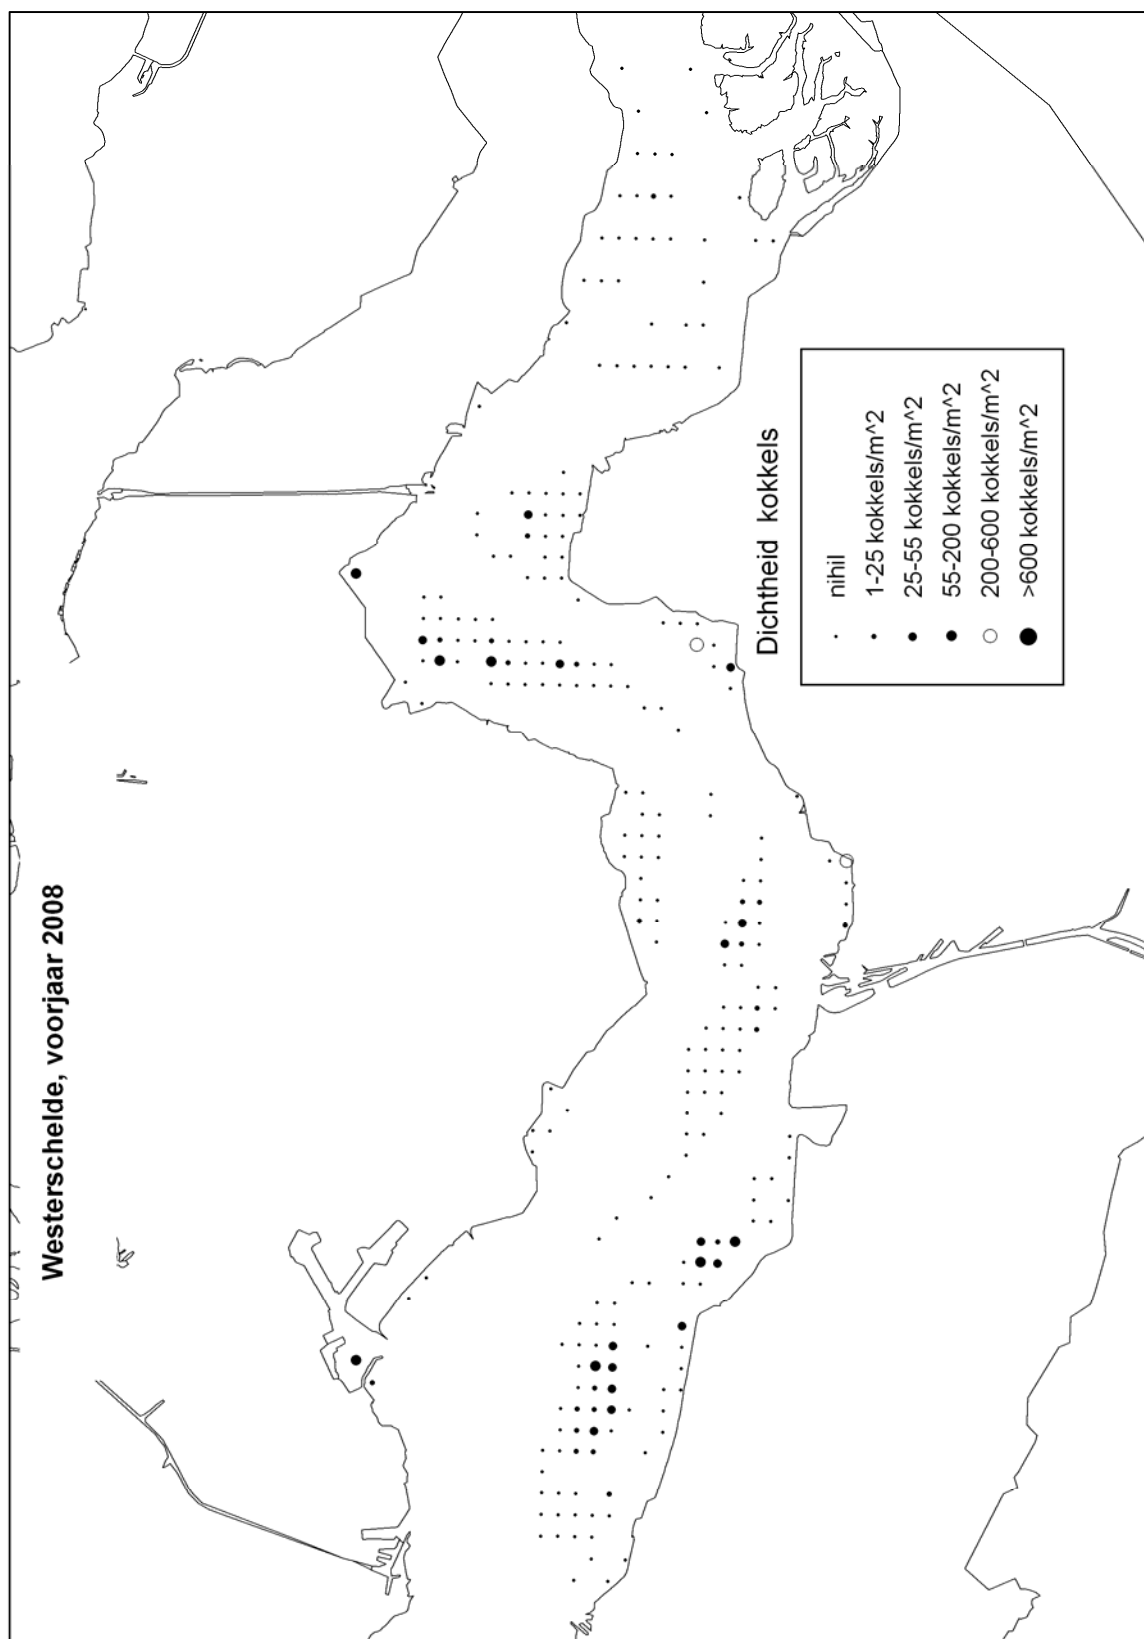 Westerschelde, voorjaar 2008
Dichtheid kokkels
nihil
1-25 kokkels/m^2
25-55 kokkels/m^2
55-200 kokkels/m^2
200-600 kokkels/m^2
>600 kokkels/m^2